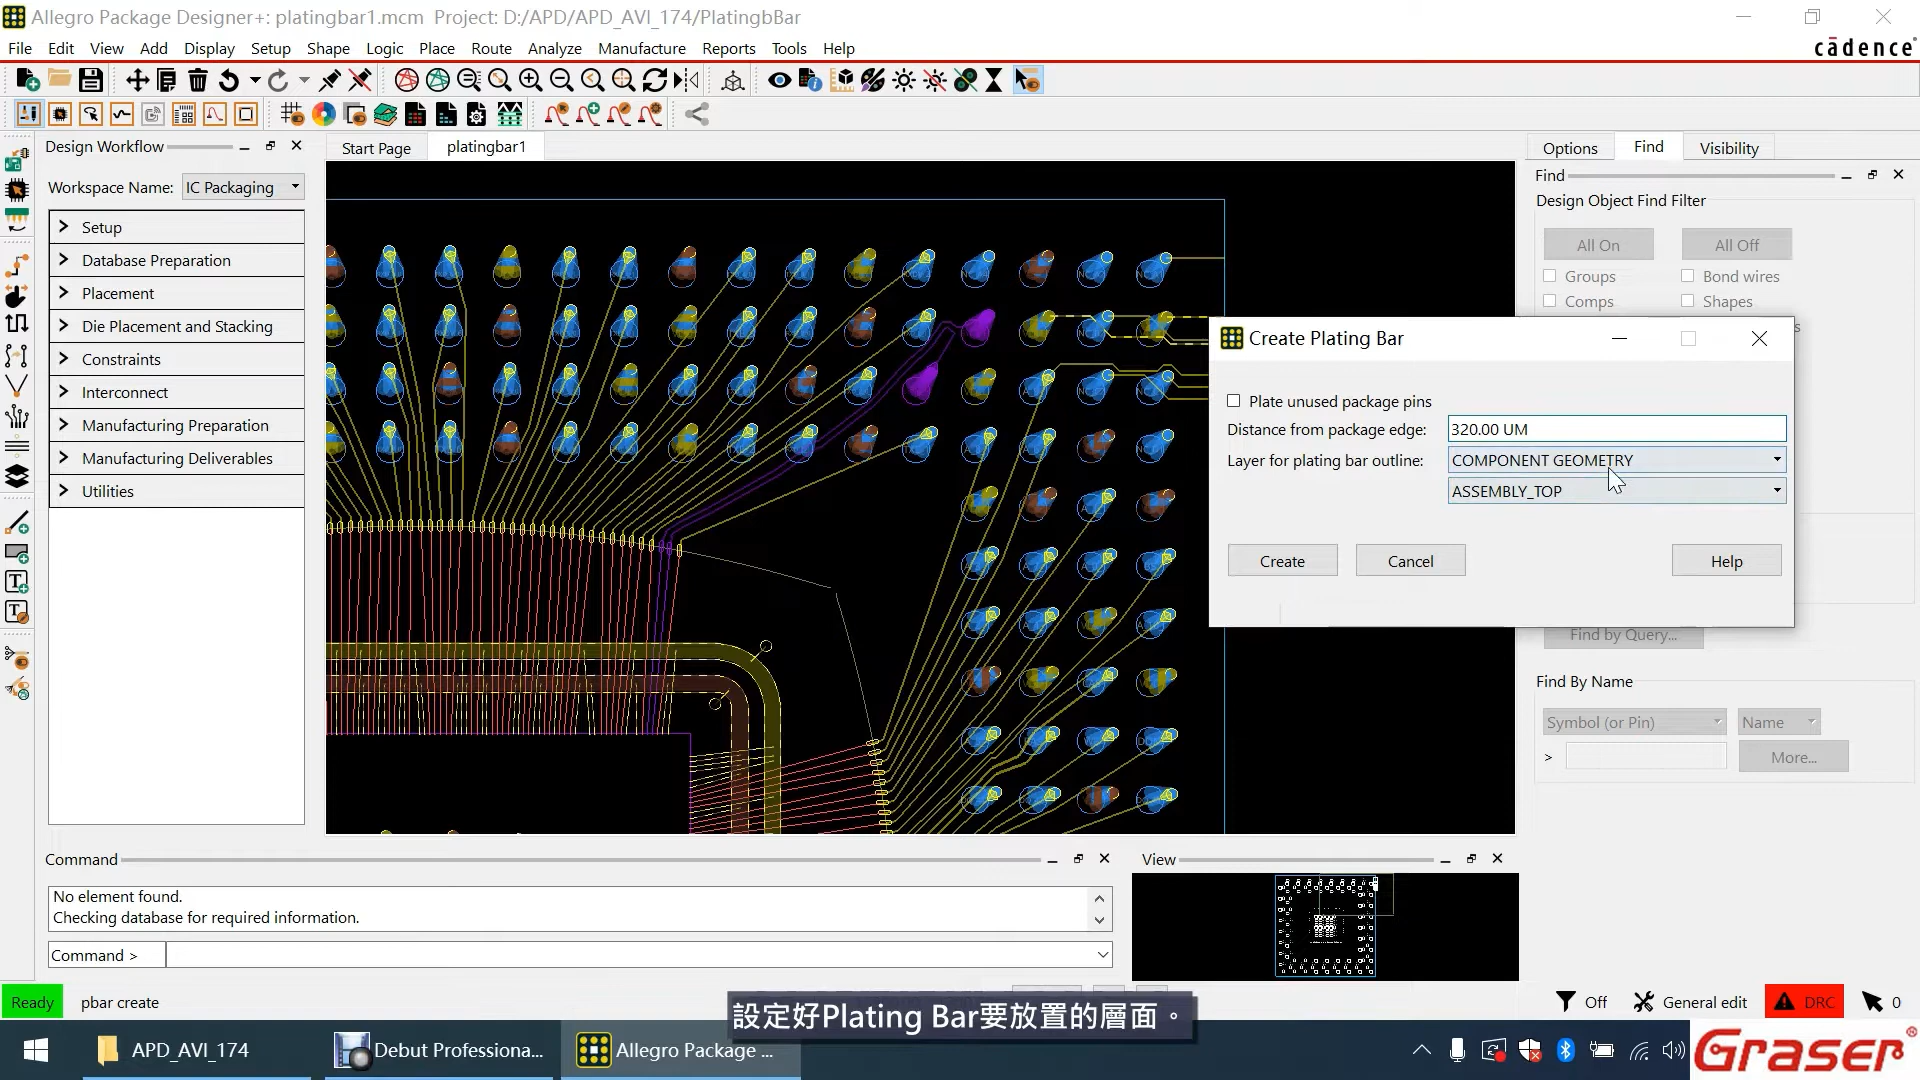 Allegro Package Designer+: platingbar1.mcm Project: D:/APD/APD_AVI_174/PlatingbBar
File Edit View Add Display Setup Shape Logic Place Route Analyze Manufacture Reports Tools Help
cādence
Design Workflow
Start Page
platingbar1
Options
Find
Visibility
Workspace Name: IC Packaging
Setup
Database Preparation
Placement
Die Placement and Stacking
Constraints
Interconnect
Manufacturing Preparation
Manufacturing Deliverables
Utilities
Find
Design Object Find Filter
All On
All Off
Groups
Bond wires
Comps
Shapes
Create Plating Bar
Plate unused package pins
Distance from package edge: 320.00 UM
Layer for plating bar outline: COMPONENT GEOMETRY
ASSEMBLY_TOP
Create
Cancel
Help
Find by Query...
Find By Name
Symbol (or Pin)
Name
>
More...
Command
No element found.
Checking database for required information.
Command >
View
Ready
pbar create
Off
General edit
DRC
0
設定好Plating Bar要放置的層面。
APD_AVI_174
Debut Professiona...
Allegro Package ...
Graser